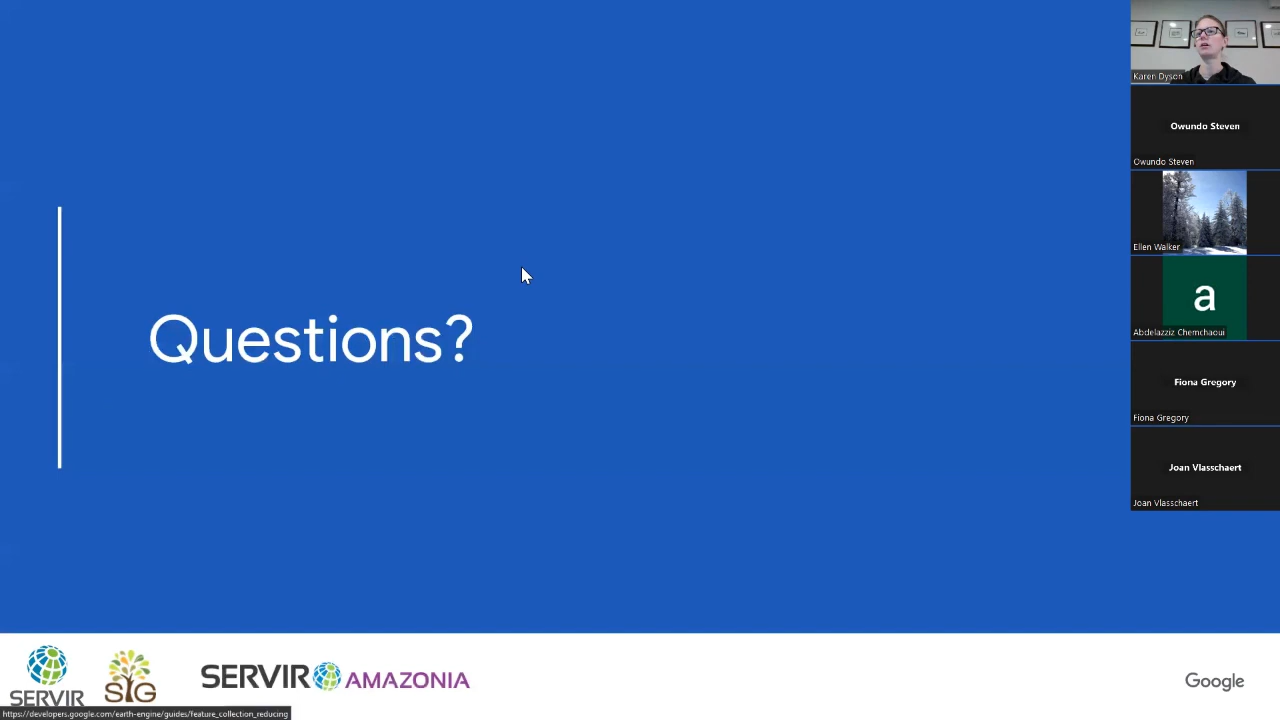 Questions?
SERVIR
SIG
SERVIR AMAZONIA
Google
https://developers.google.com/earth-engine/guides/feature_collection_reducing
Karen Dyson
Owundo Steven
Owundo Steven
Ellen Walker
a
Abdelazziz Chemchaoui
Fiona Gregory
Fiona Gregory
Joan Vlasschaert
Joan Vlasschaert